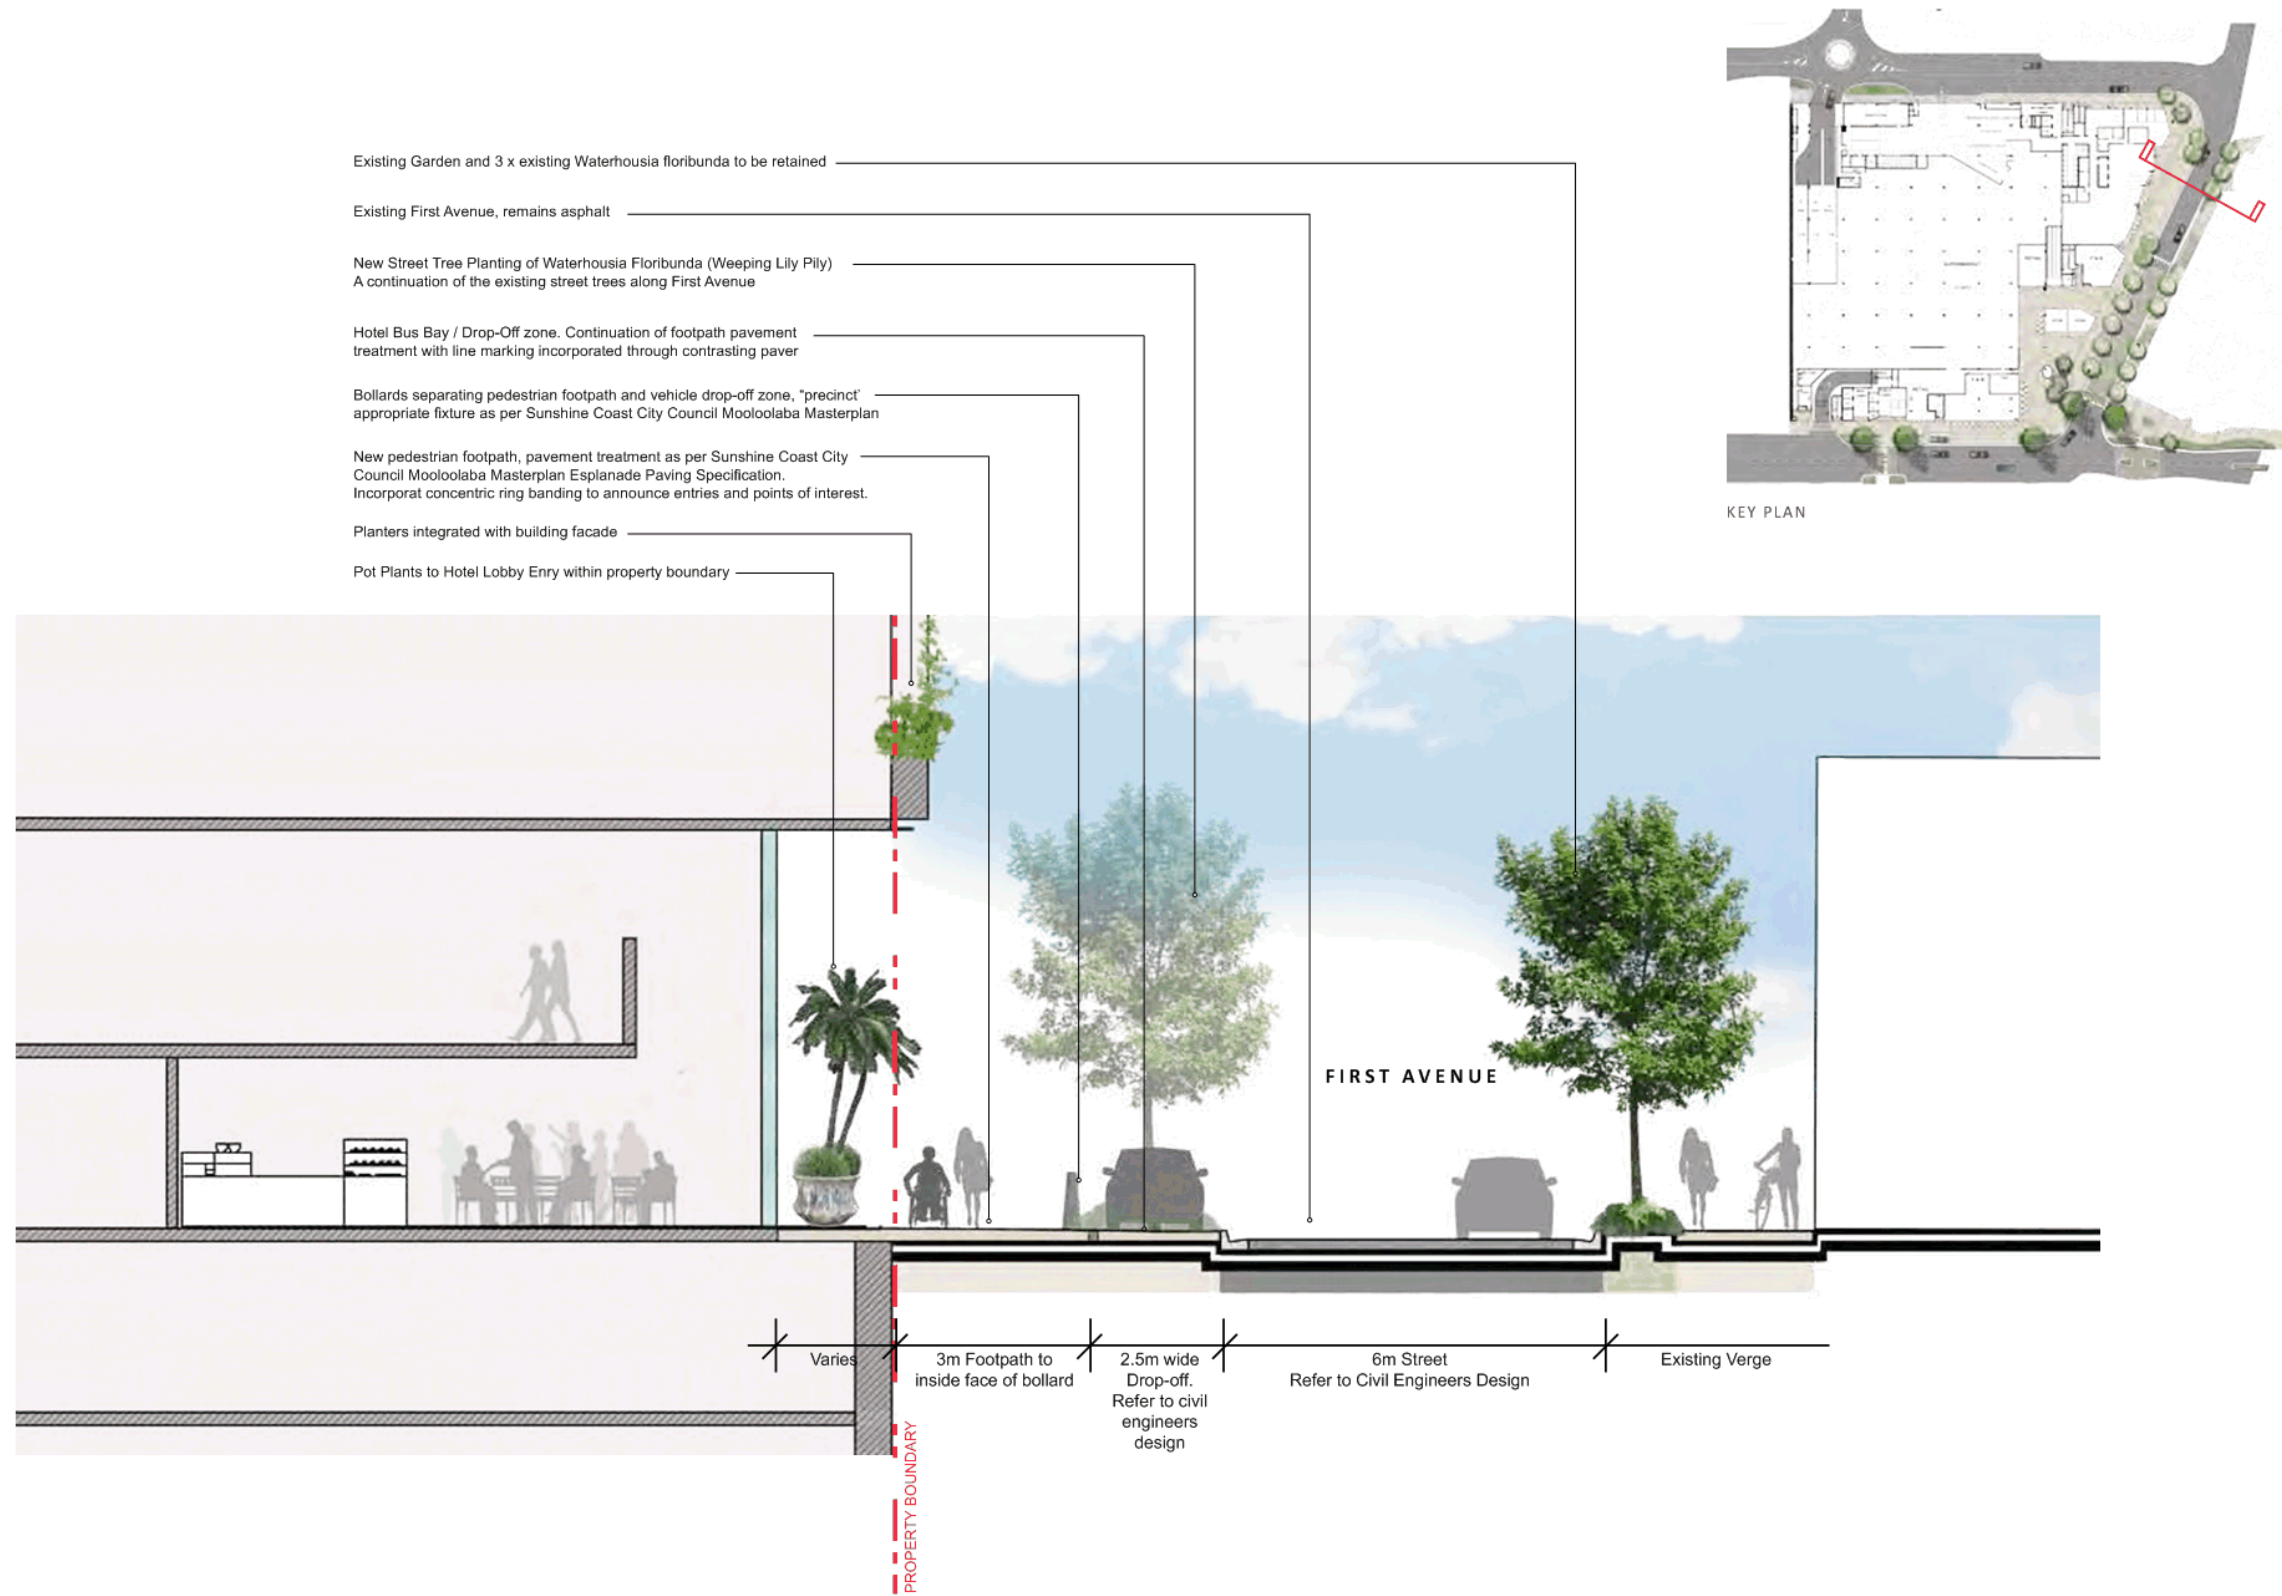 Existing Garden and 3 x existing Waterhousia floribunda to be retained
Existing First Avenue, remains asphalt
New Street Tree Planting of Waterhousia Floribunda (Weeping Lily Pily)
A continuation of the existing street trees along First Avenue
Hotel Bus Bay / Drop-Off zone. Continuation of footpath pavement
treatment with line marking incorporated through contrasting paver
Bollards separating pedestrian footpath and vehicle drop-off zone, "precinct'
appropriate fixture as per Sunshine Coast City Council Mooloolaba Masterplan
New pedestrian footpath, pavement treatment as per Sunshine Coast City
Council Mooloolaba Masterplan Esplanade Paving Specification.
Incorporat concentric ring banding to announce entries and points of interest.
Planters integrated with building facade
Pot Plants to Hotel Lobby Enry within property boundary
KEY PLAN
FIRST AVENUE
Varies
3m Footpath to
inside face of bollard
2.5m wide
Drop-off.
Refer to civil
engineers
design
6m Street
Refer to Civil Engineers Design
Existing Verge
PROPERTY BOUNDARY